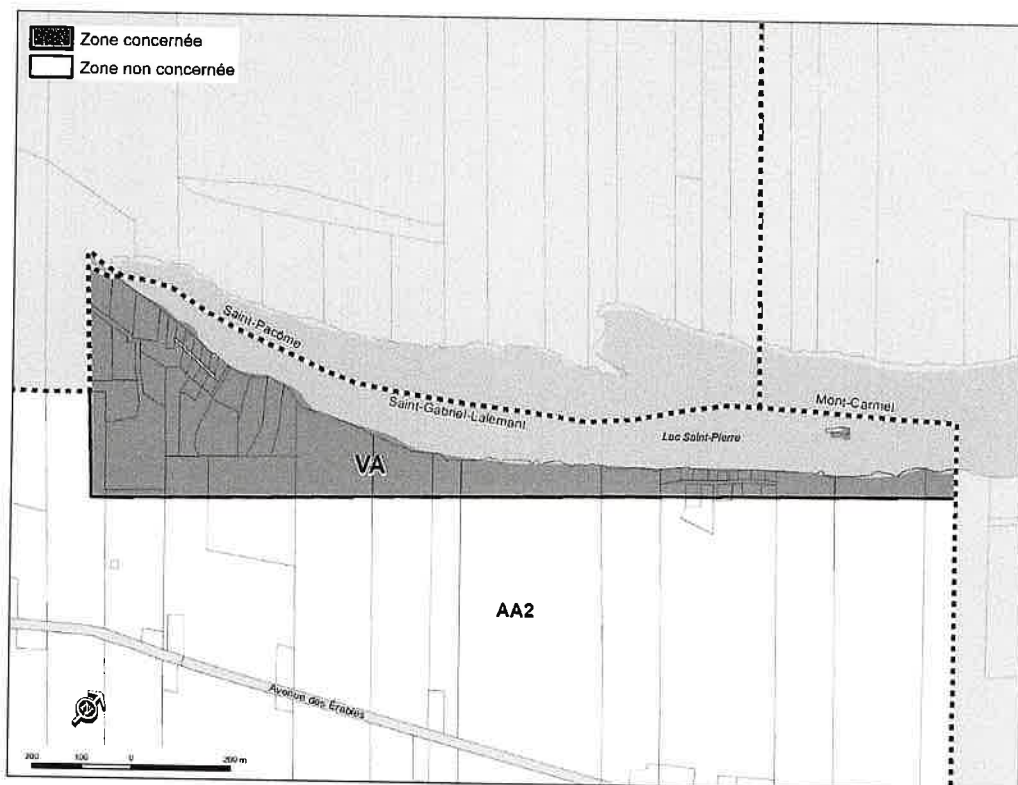 Zone concernée
Zone non concernée
Saint-Pacôme
Saint-Gabriel-Lalemant
Mont-Carmel
Lac Saint-Pierre
VA
AA2
Avenue des Érables
N
200 100 0 200 m